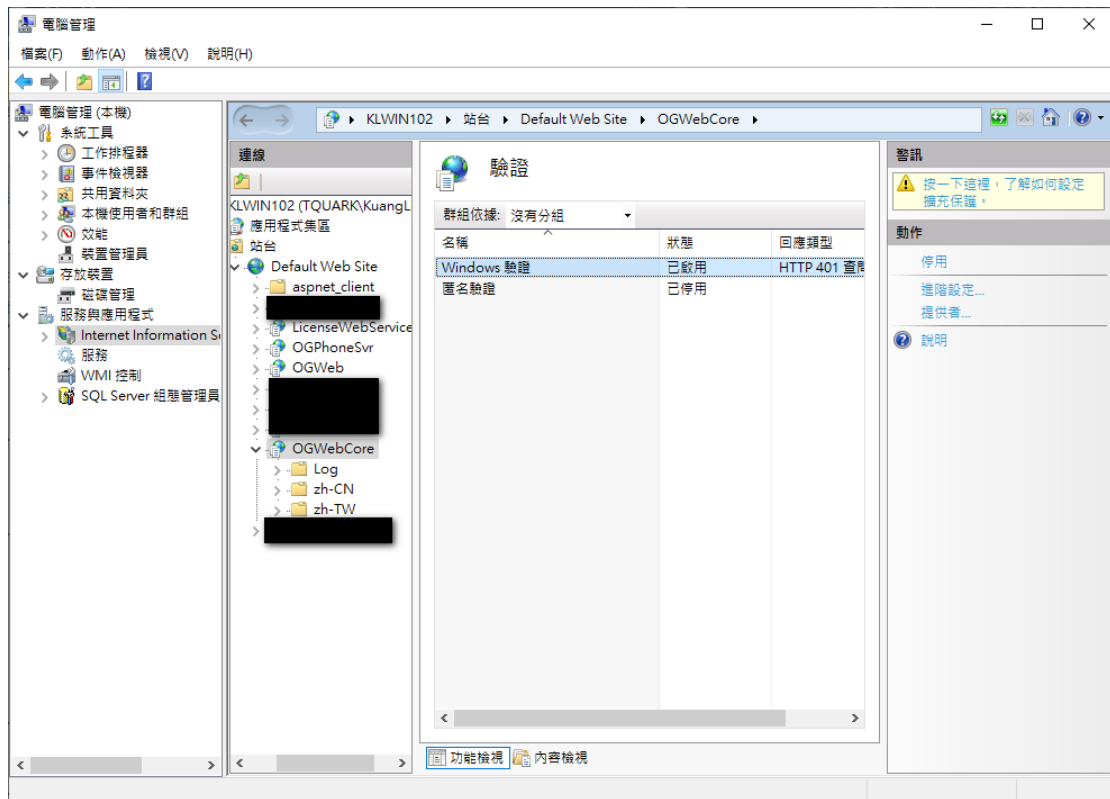 電腦管理
檔案(F) 動作(A) 檢視(V) 說明(H)
電腦管理 (本機)
系統工具
工作排程器
事件檢視器
共用資料夾
本機使用者和群組
效能
裝置管理員
存放裝置
磁碟管理
服務與應用程式
Internet Information S
服務
WMI 控制
SQL Server 組態管理員
KLWIN102 站台 Default Web Site OGWebCore
連線
KLWIN102 (TQUARK\KuangL
應用程式集區
站台
Default Web Site
aspnet_client
LicenseWebService
OGPhoneSvr
OGWeb
OGWebCore
Log
zh-CN
zh-TW
驗證
群組依據: 沒有分組
名稱 狀態 回應類型
Windows 驗證 已啟用 HTTP 401 查
匿名驗證 已停用
功能檢視 內容檢視
警訊
按一下這裡,了解如何設定
擴充保護。
動作
停用
進階設定...
提供者...
說明